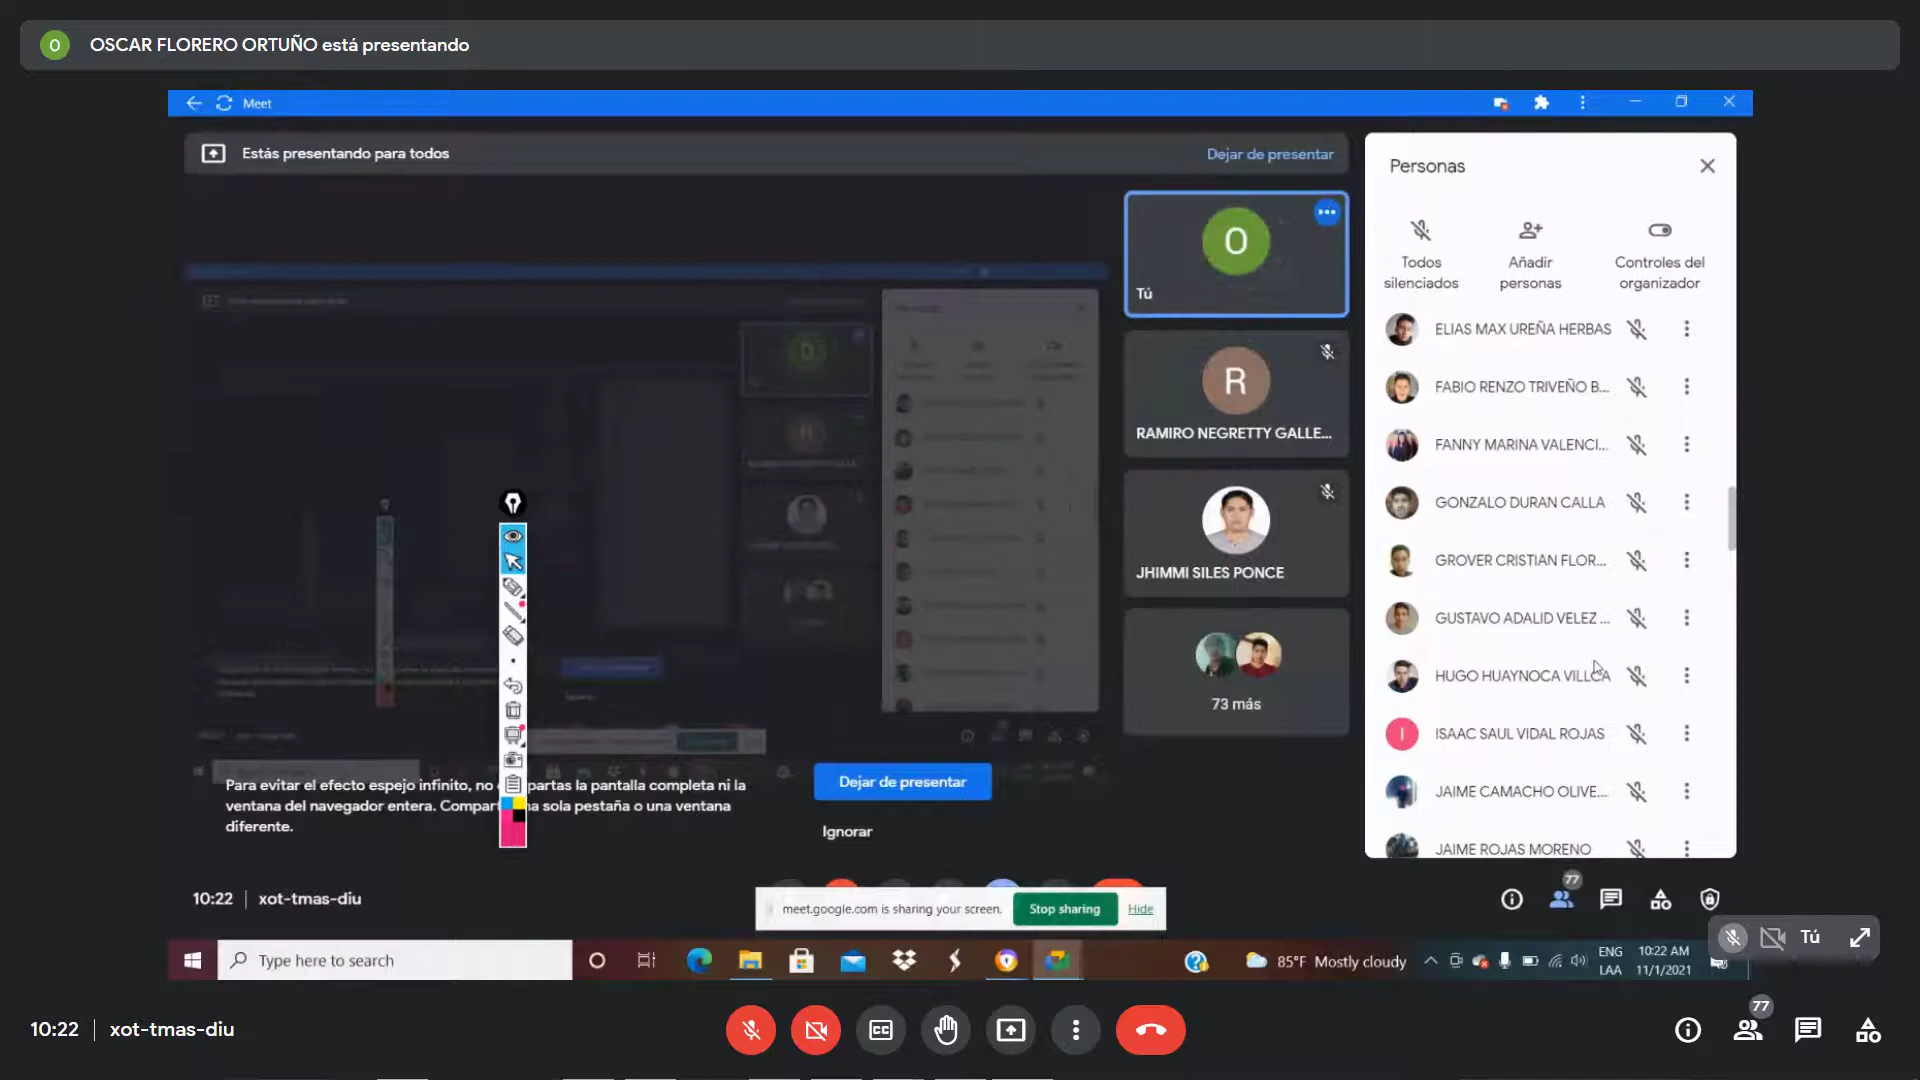 O OSCAR FLORERO ORTUÑO está presentando
Meet
Estás presentando para todos
Dejar de presentar
O
Tú
R
RAMIRO NEGRETTY GALLE...
JHIMMI SILES PONCE
73 más
Personas
Todos silenciados
Añadir personas
Controles del organizador
ELIAS MAX UREÑA HERBAS
FABIO RENZO TRIVEÑO B...
FANNY MARINA VALENCI...
GONZALO DURAN CALLA
GROVER CRISTIAN FLOR...
GUSTAVO ADALID VELEZ ...
HUGO HUAYNOCA VILLCA
I ISAAC SAUL VIDAL ROJAS
JAIME CAMACHO OLIVE...
JAIME ROJAS MORENO
Para evitar el efecto espejo infinito, no partas la pantalla completa ni la
ventana del navegador entera. Compart a sola pestaña o una ventana
diferente.
Dejar de presentar
Ignorar
10:22 | xot-tmas-diu
77
meet.google.com is sharing your screen.
Stop sharing
Hide
Tú
Type here to search
85°F Mostly cloudy
ENG
LAA
10:22 AM
11/1/2021
10:22 | xot-tmas-diu
CC
77